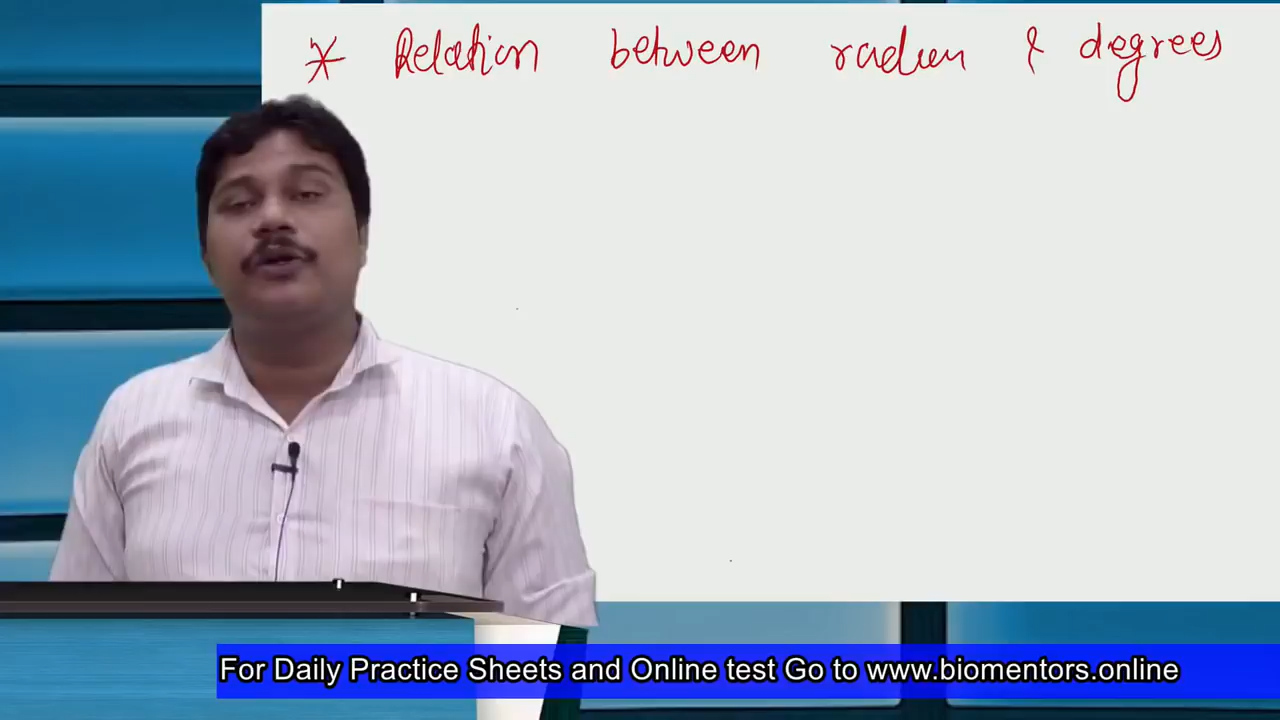 * Relation between radian & degrees
For Daily Practice Sheets and Online test Go to www.biomentors.online